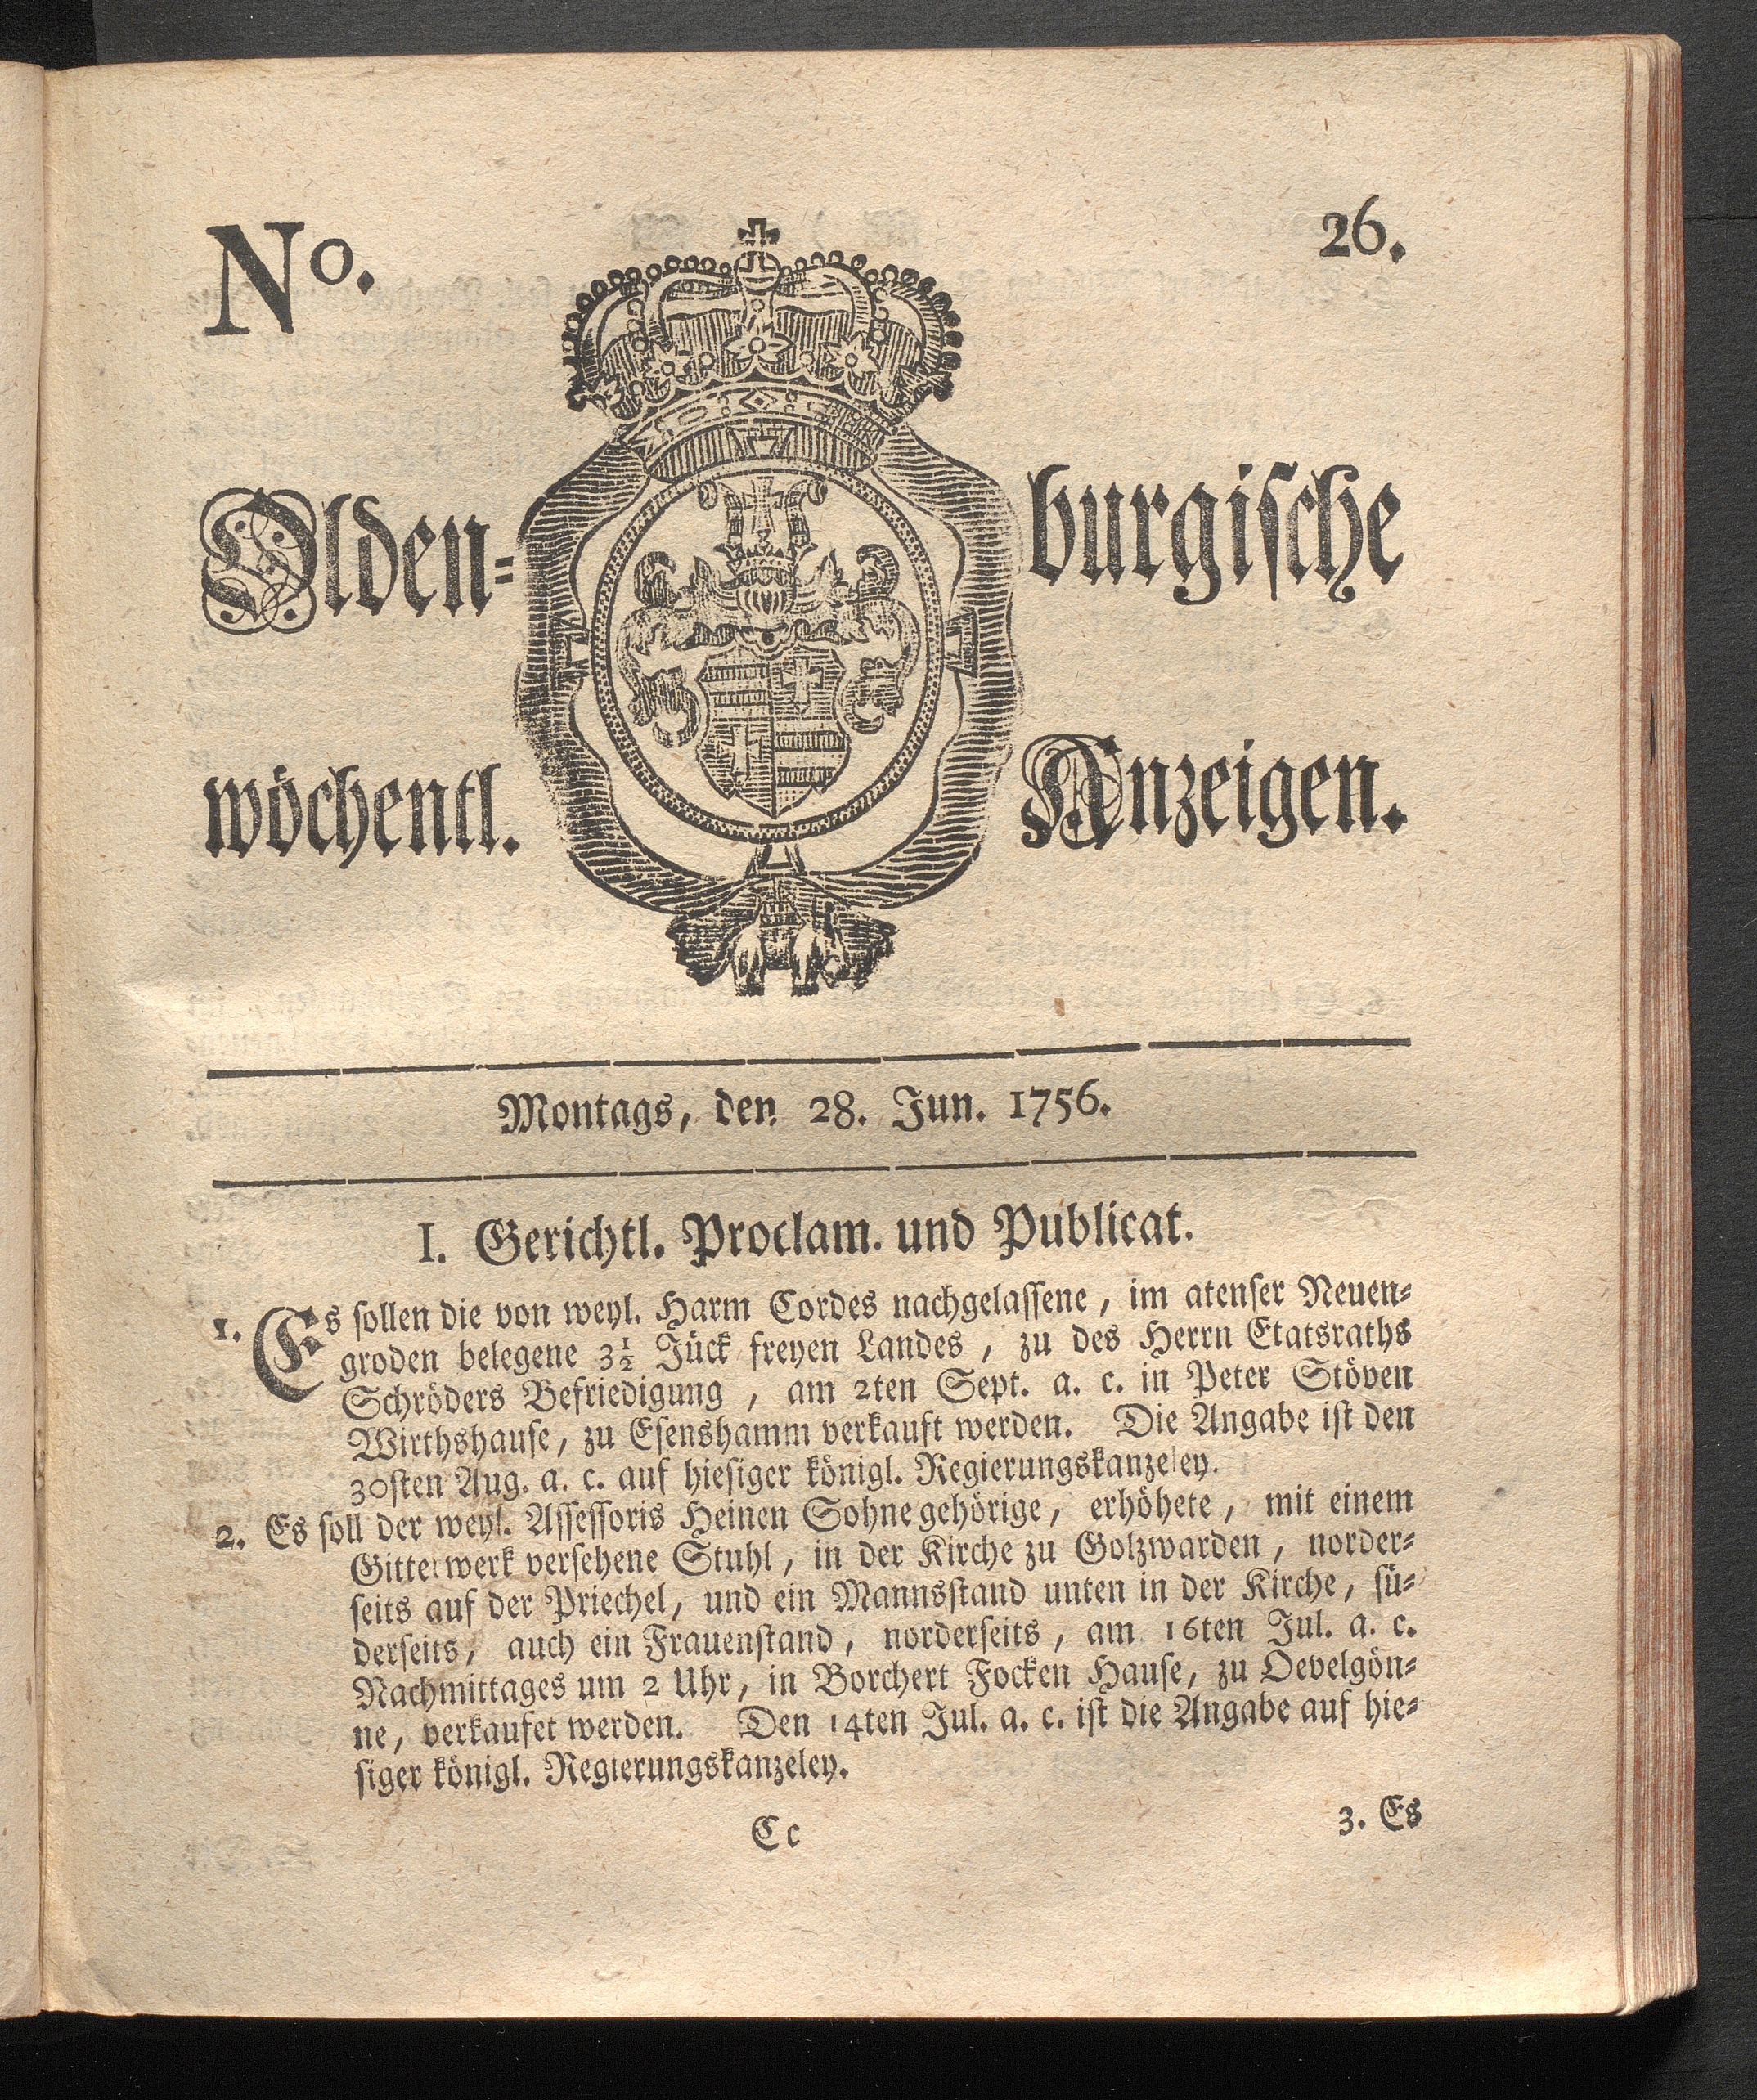 No. 26.
Olden- burgische
wöchentl. Anzeigen.
Montags, den 28. Jun. 1756.
I. Gerichtl. Proclam. und Publicat.
1. Es sollen die von weyl. Harm Cordes nachgelassene, im atenser Neuen-
groden belegene 3½ Jück freyen Landes, zu des Herrn Etatsraths
Schröders Befriedigung, am 2ten Sept. a. c. in Peter Stöven
Wirthshause, zu Esenshamm verkauft werden. Die Angabe ist den
30sten Aug. a. c. auf hiesiger königl. Regierungskanzeley.
2. Es soll der weyl. Assessoris Heinen Sohne gehörige, erhöhete, mit einem
Gitterwerk versehene Stuhl, in der Kirche zu Golzwarden, norder-
seits auf der Priechel, und ein Mannsstand unten in der Kirche, sü-
derseits, auch ein Frauenstand, norderseits, am 16ten Jul. a. c.
Nachmittages um 2 Uhr, in Borchert Focken Hause, zu Oevelgön-
ne, verkaufet werden. Den 14ten Jul. a. c. ist die Angabe auf hie-
siger königl. Regierungskanzeley.
Cc 3. Es